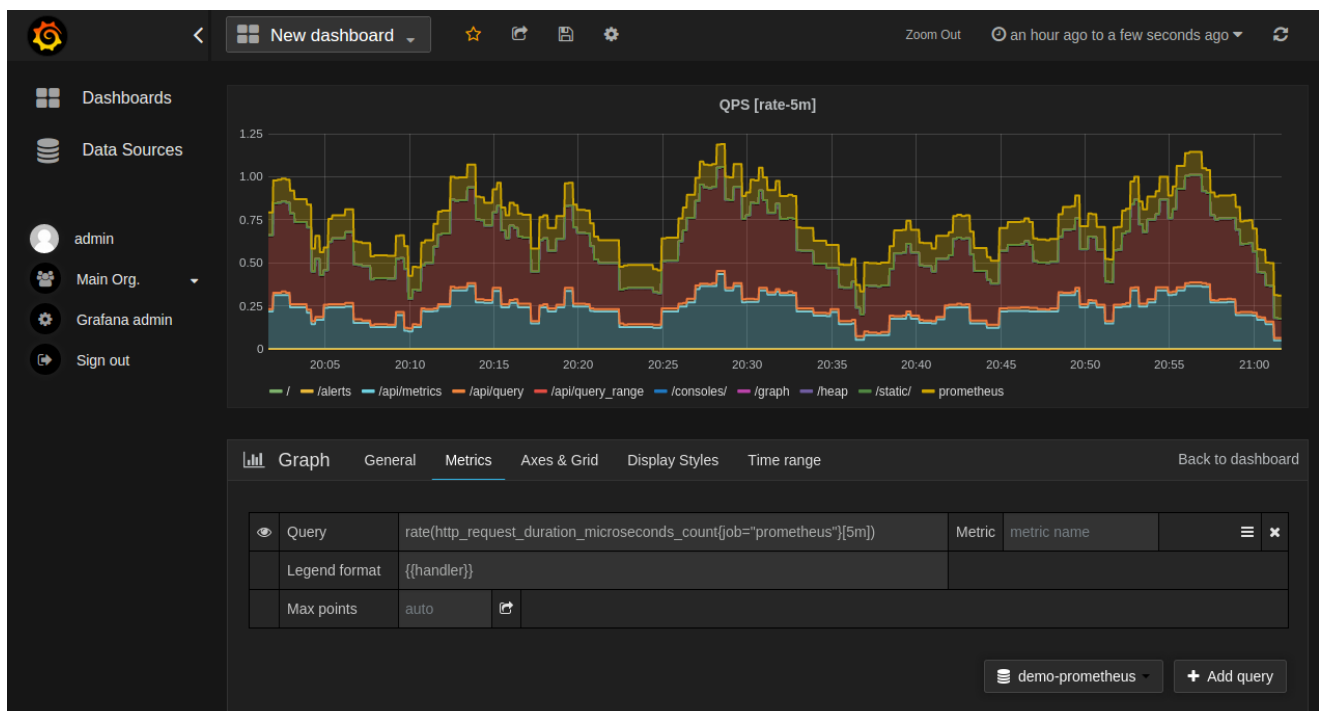 New dashboard
Zoom Out an hour ago to a few seconds ago
Dashboards
Data Sources
admin
Main Org.
Grafana admin
Sign out
QPS [rate-5m]
1.25
1.00
0.75
0.50
0.25
0
20:05 20:10 20:15 20:20 20:25 20:30 20:35 20:40 20:45 20:50 20:55 21:00
/ /alerts /api/metrics /api/query /api/query_range /consoles/ /graph /heap /static/ prometheus
Graph General Metrics Axes & Grid Display Styles Time range Back to dashboard
Query rate(http_request_duration_microseconds_count{job="prometheus"}[5m]) Metric metric name
Legend format {{handler}}
Max points auto
demo-prometheus Add query